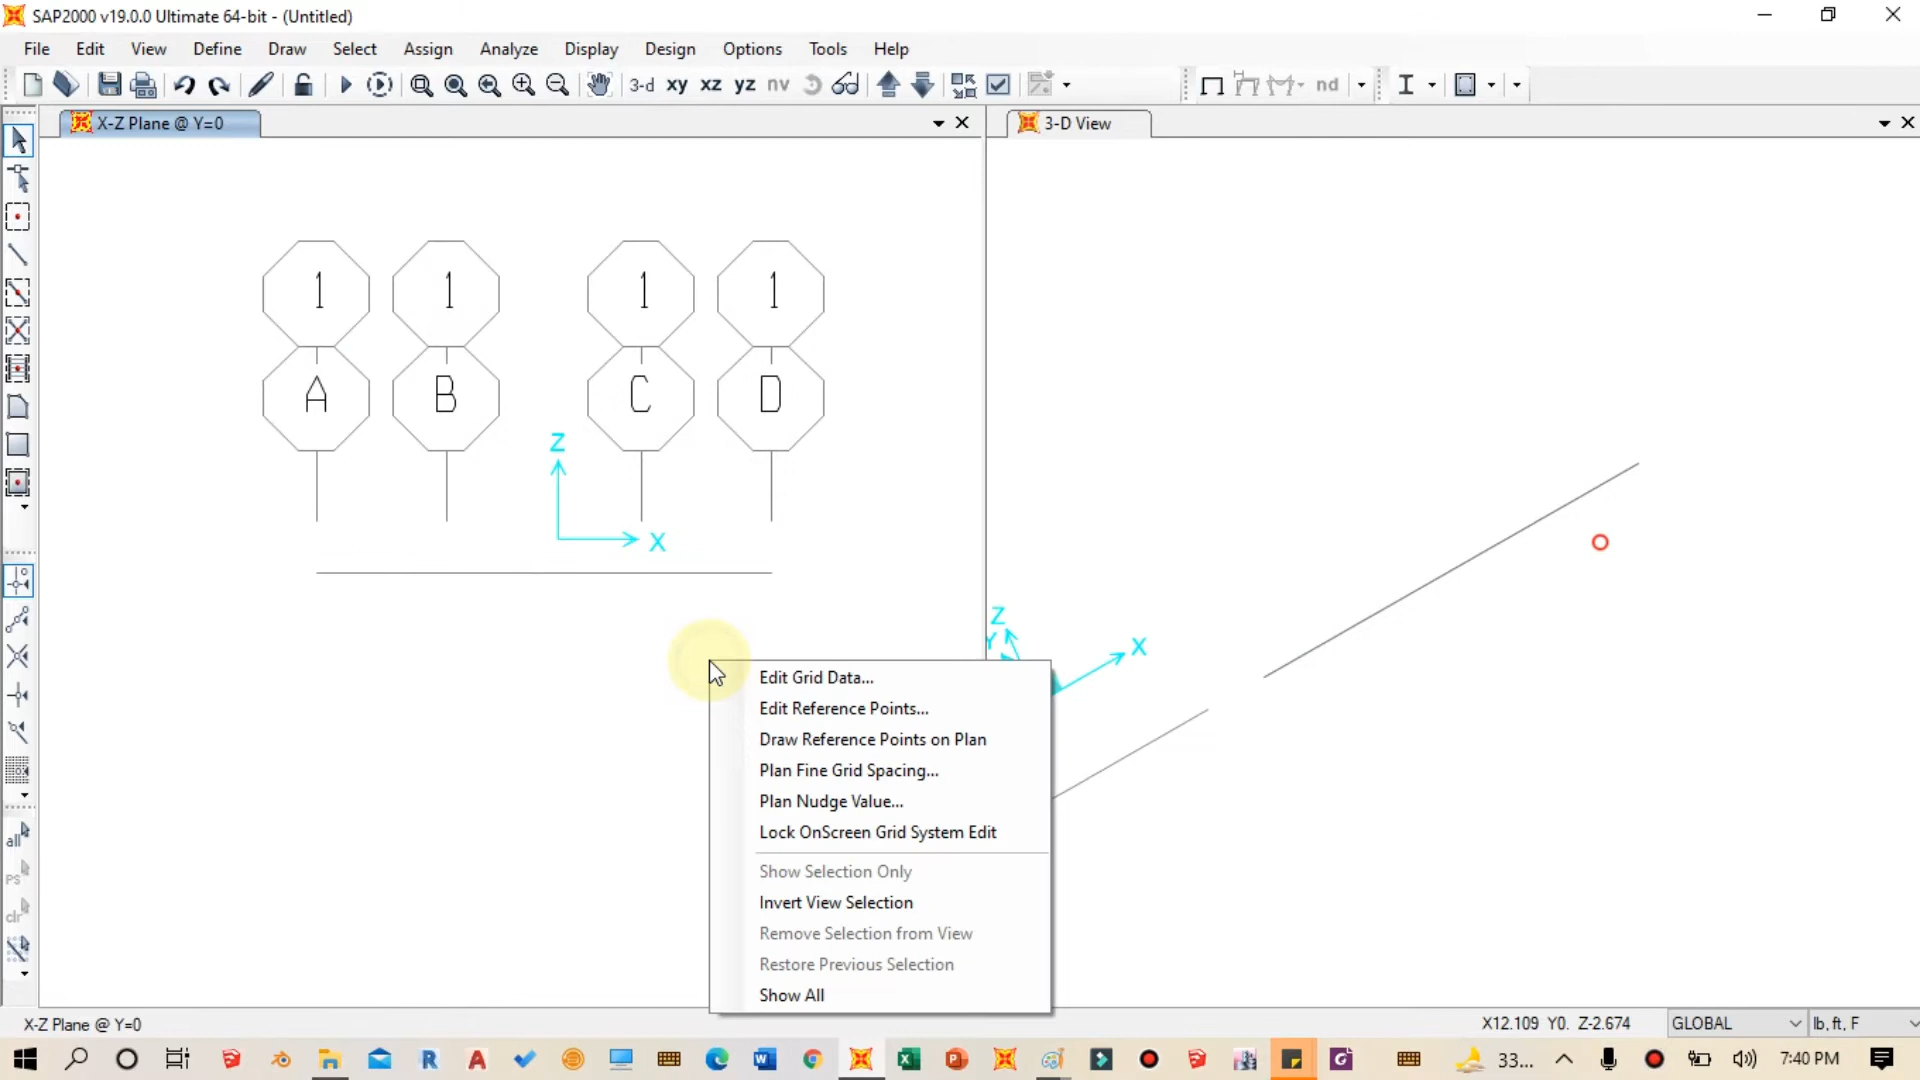 SAP2000 v19.0.0 Ultimate 64-bit - (Untitled)
File Edit View Define Draw Select Assign Analyze Display Design Options Tools Help
3-d xy xz yz nv nd
X-Z Plane @ Y=0
3-D View
1 1 1 1
A B C D
Z
X
Z
Y
X
Edit Grid Data...
Edit Reference Points...
Draw Reference Points on Plan
Plan Fine Grid Spacing...
Plan Nudge Value...
Lock OnScreen Grid System Edit
Show Selection Only
Invert View Selection
Remove Selection from View
Restore Previous Selection
Show All
all
ps
clr
X-Z Plane @ Y=0
X12.109 Y0. Z-2.674
GLOBAL
lb, ft, F
33...
7:40 PM